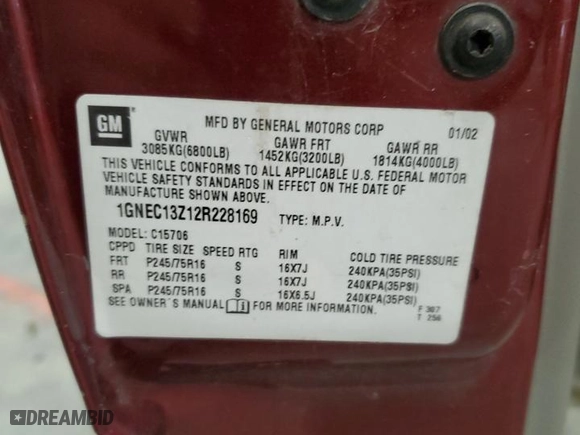 GM
MFD BY GENERAL MOTORS CORP 01/02
GVWR GAWR FRT GAWR RR
3085KG(6800LB) 1452KG(3200LB) 1814KG(4000LB)
THIS VEHICLE CONFORMS TO ALL APPLICABLE U.S. FEDERAL MOTOR
VEHICLE SAFETY STANDARDS IN EFFECT ON THE DATE OF
MANUFACTURE SHOWN ABOVE.
1GNEC13Z12R228169 TYPE: M.P.V.
MODEL: C15706
CPPD TIRE SIZE SPEED RTG RIM COLD TIRE PRESSURE
FRT P245/75R16 S 16X7J 240KPA(35PSI)
RR P245/75R16 S 16X7J 240KPA(35PSI)
SPA P245/75R16 S 16X6.5J 240KPA(35PSI)
SEE OWNER'S MANUAL FOR MORE INFORMATION.
F 307
T 256
DREAMBID